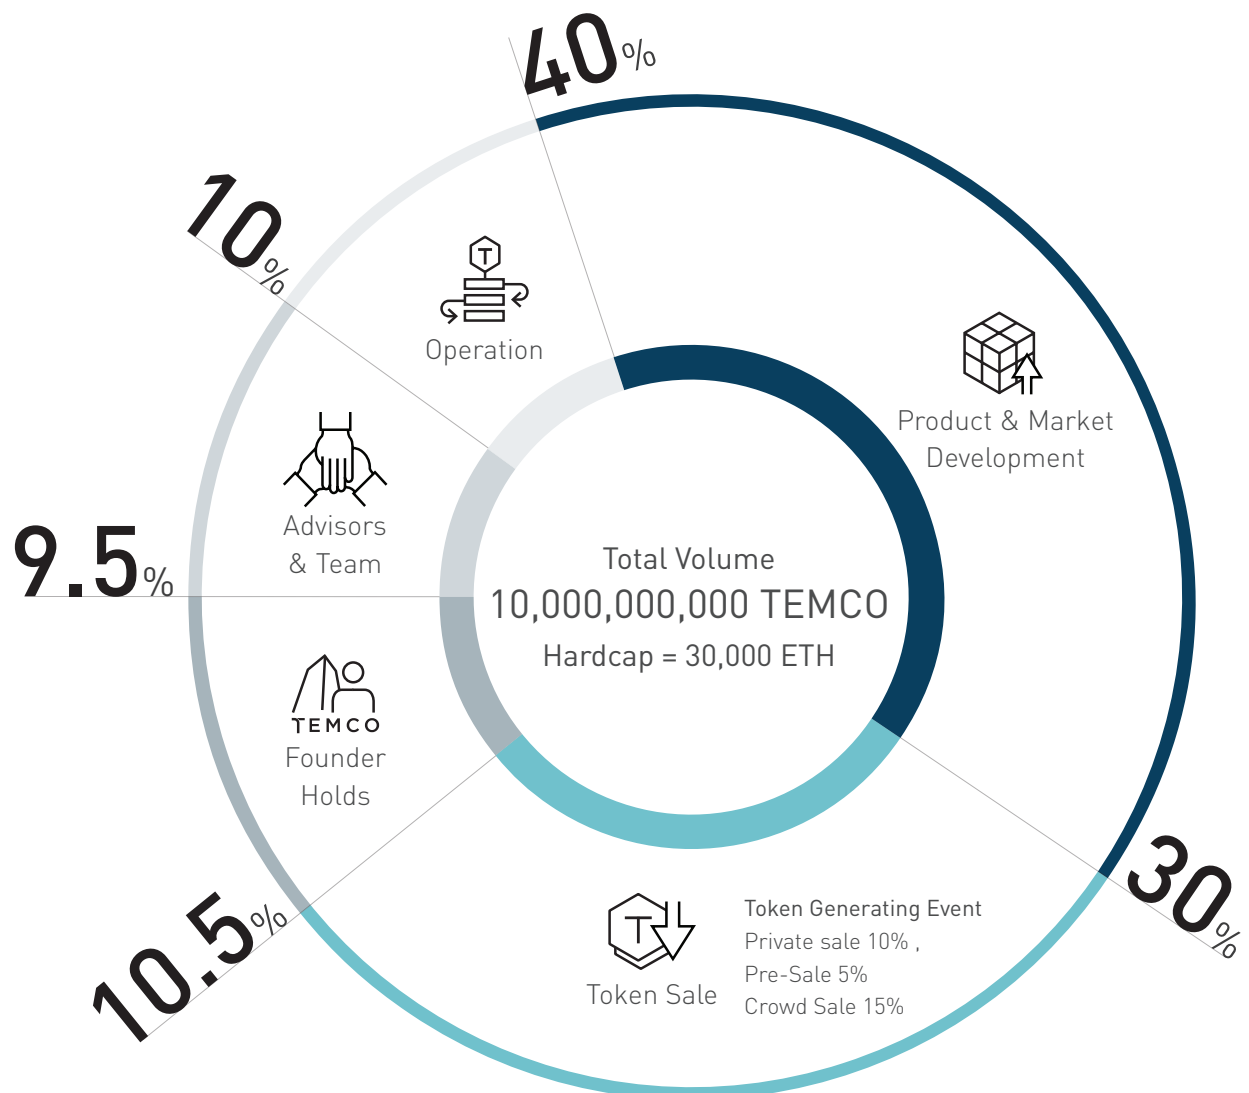 40%
10%
T
Operation
Product & Market
Development
Advisors
& Team
9.5%
Total Volume
10,000,000,000 TEMCO
Hardcap = 30,000 ETH
TEMCO
Founder
Holds
10.5%
30%
T
Token Sale
Token Generating Event
Private sale 10% ,
Pre-Sale 5%
Crowd Sale 15%